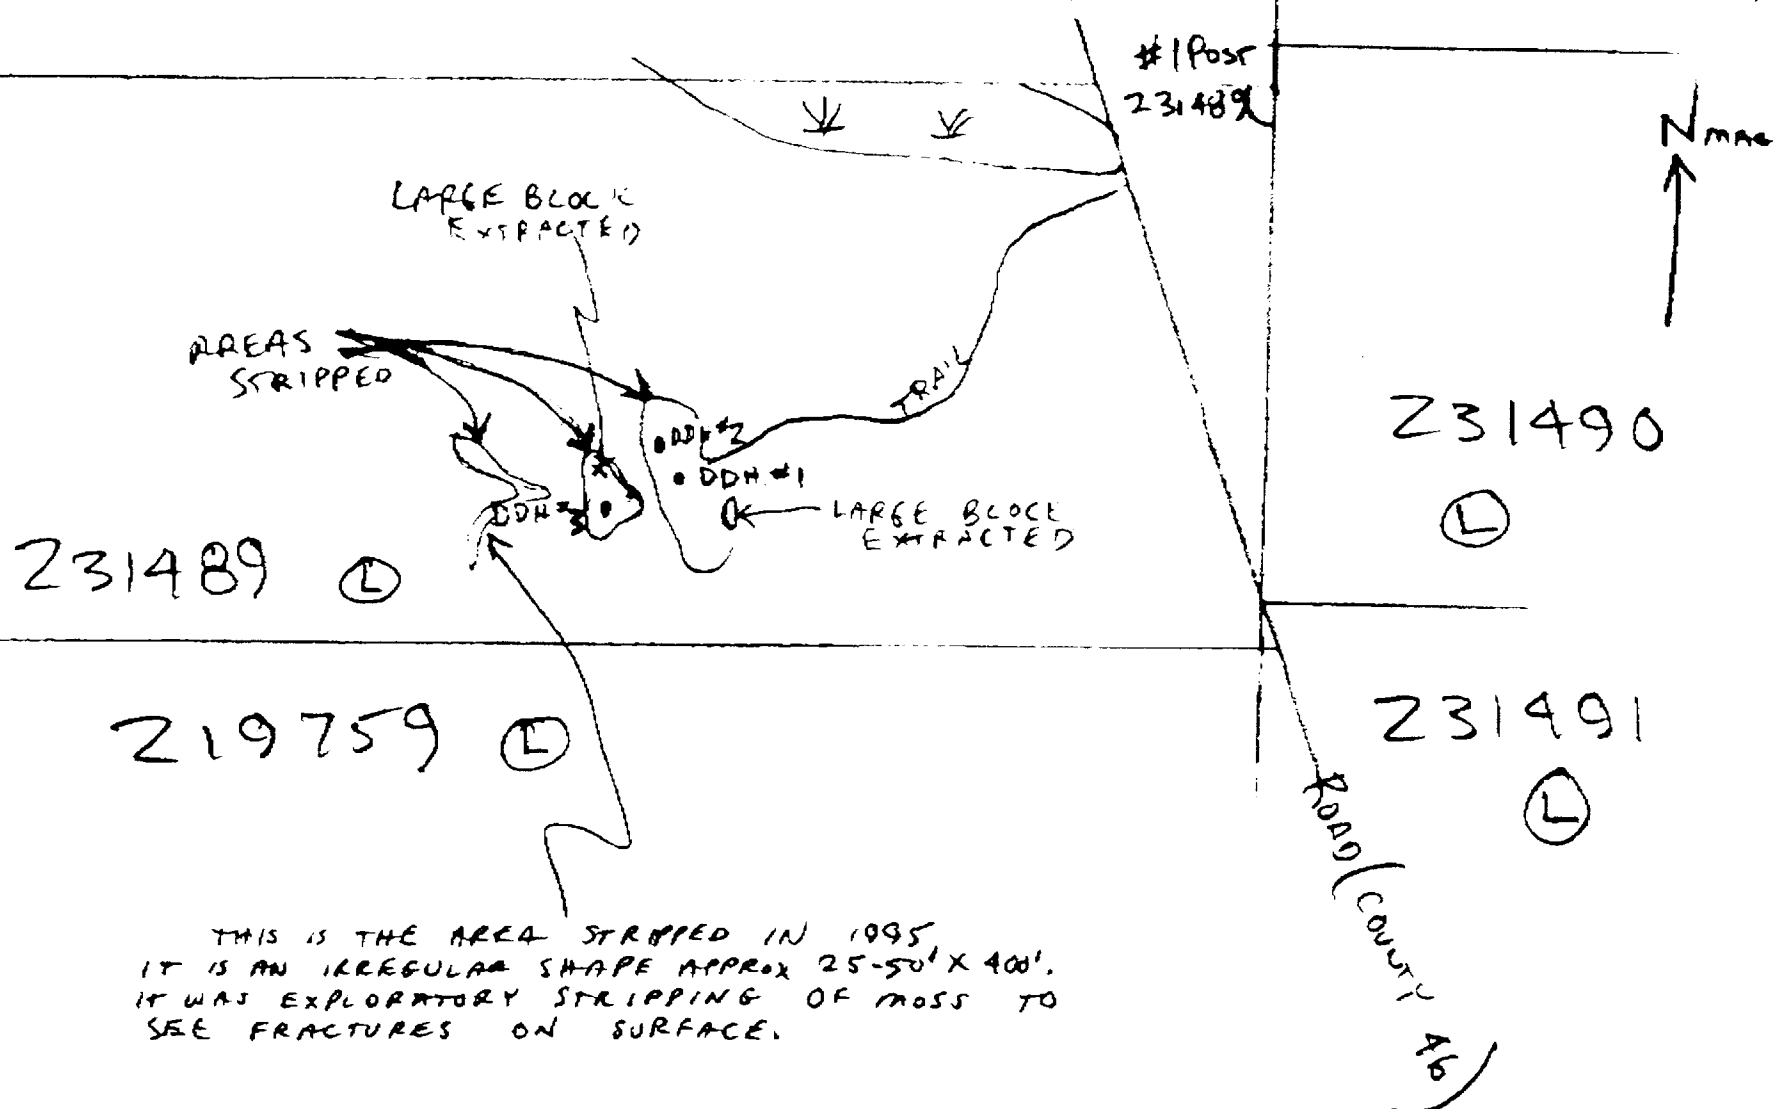 #1 Post
231489
N MAG
LARGE BLOCK
EXTRACTED
AREAS
STRIPPED
TRAIL
231490
L
DDH #2
DDH #1
DDH #3
LARGE BLOCK
EXTRACTED
231489 L
219759 L
231491
L
ROAD (COUNTY 46)
THIS IS THE AREA STRIPPED IN 1995
IT IS AN IRREGULAR SHAPE APPROX 25-50' X 400'.
IT WAS EXPLORATORY STRIPPING OF MOSS TO
SEE FRACTURES ON SURFACE.